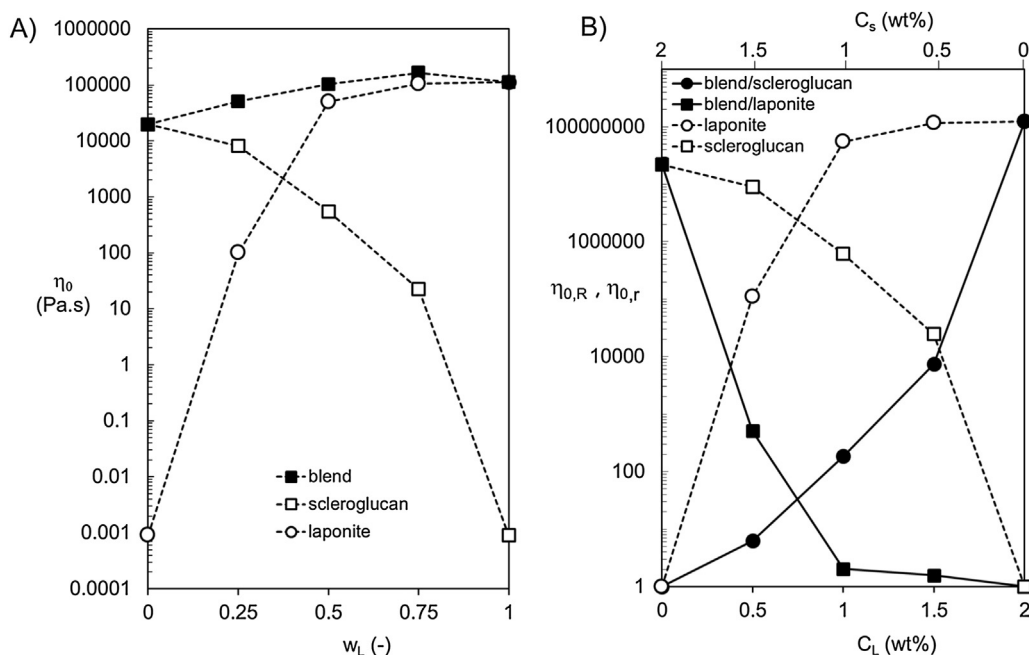 A)
1000000
100000
10000
1000
100
10
1
0.1
0.01
0.001
0.0001
η0
(Pa.s)
blend
scleroglucan
laponite
0 0.25 0.5 0.75 1
wL (-)
B)
Cs (wt%)
2 1.5 1 0.5 0
blend/scleroglucan
blend/laponite
laponite
scleroglucan
100000000
1000000
10000
100
1
η0,R , η0,r
0 0.5 1 1.5 2
CL (wt%)